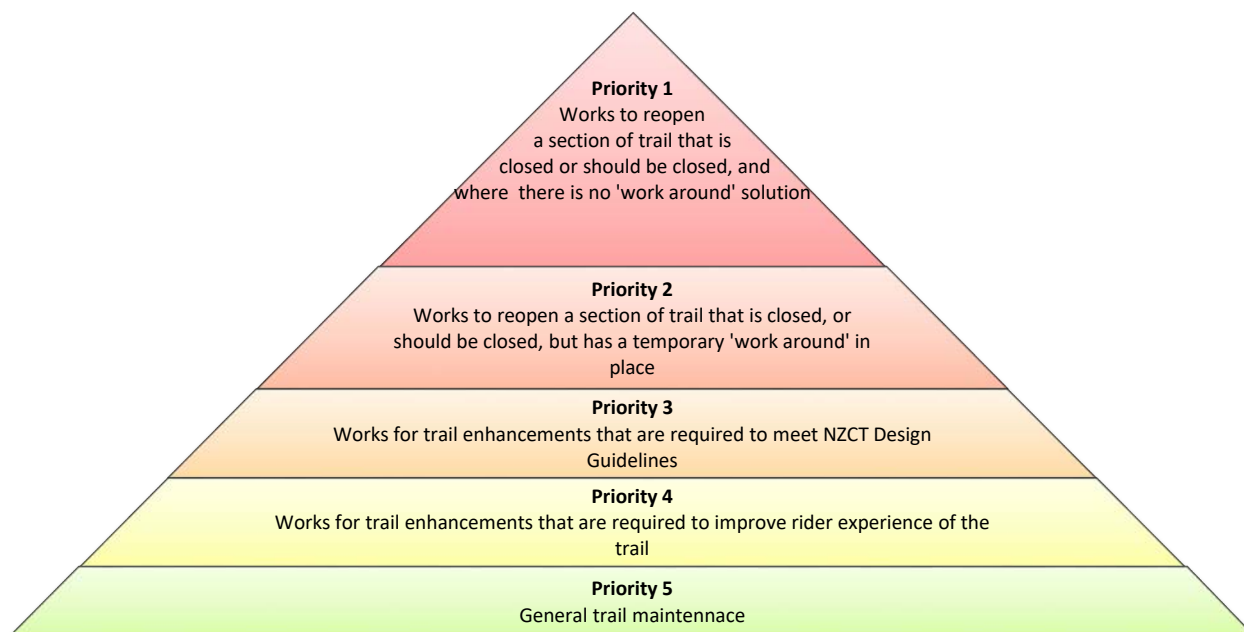 Priority 1
Works to reopen
a section of trail that is
closed or should be closed, and
where there is no 'work around' solution
Priority 2
Works to reopen a section of trail that is closed, or
should be closed, but has a temporary 'work around' in
place
Priority 3
Works for trail enhancements that are required to meet NZCT Design
Guidelines
Priority 4
Works for trail enhancements that are required to improve rider experience of the
trail
Priority 5
General trail maintennace